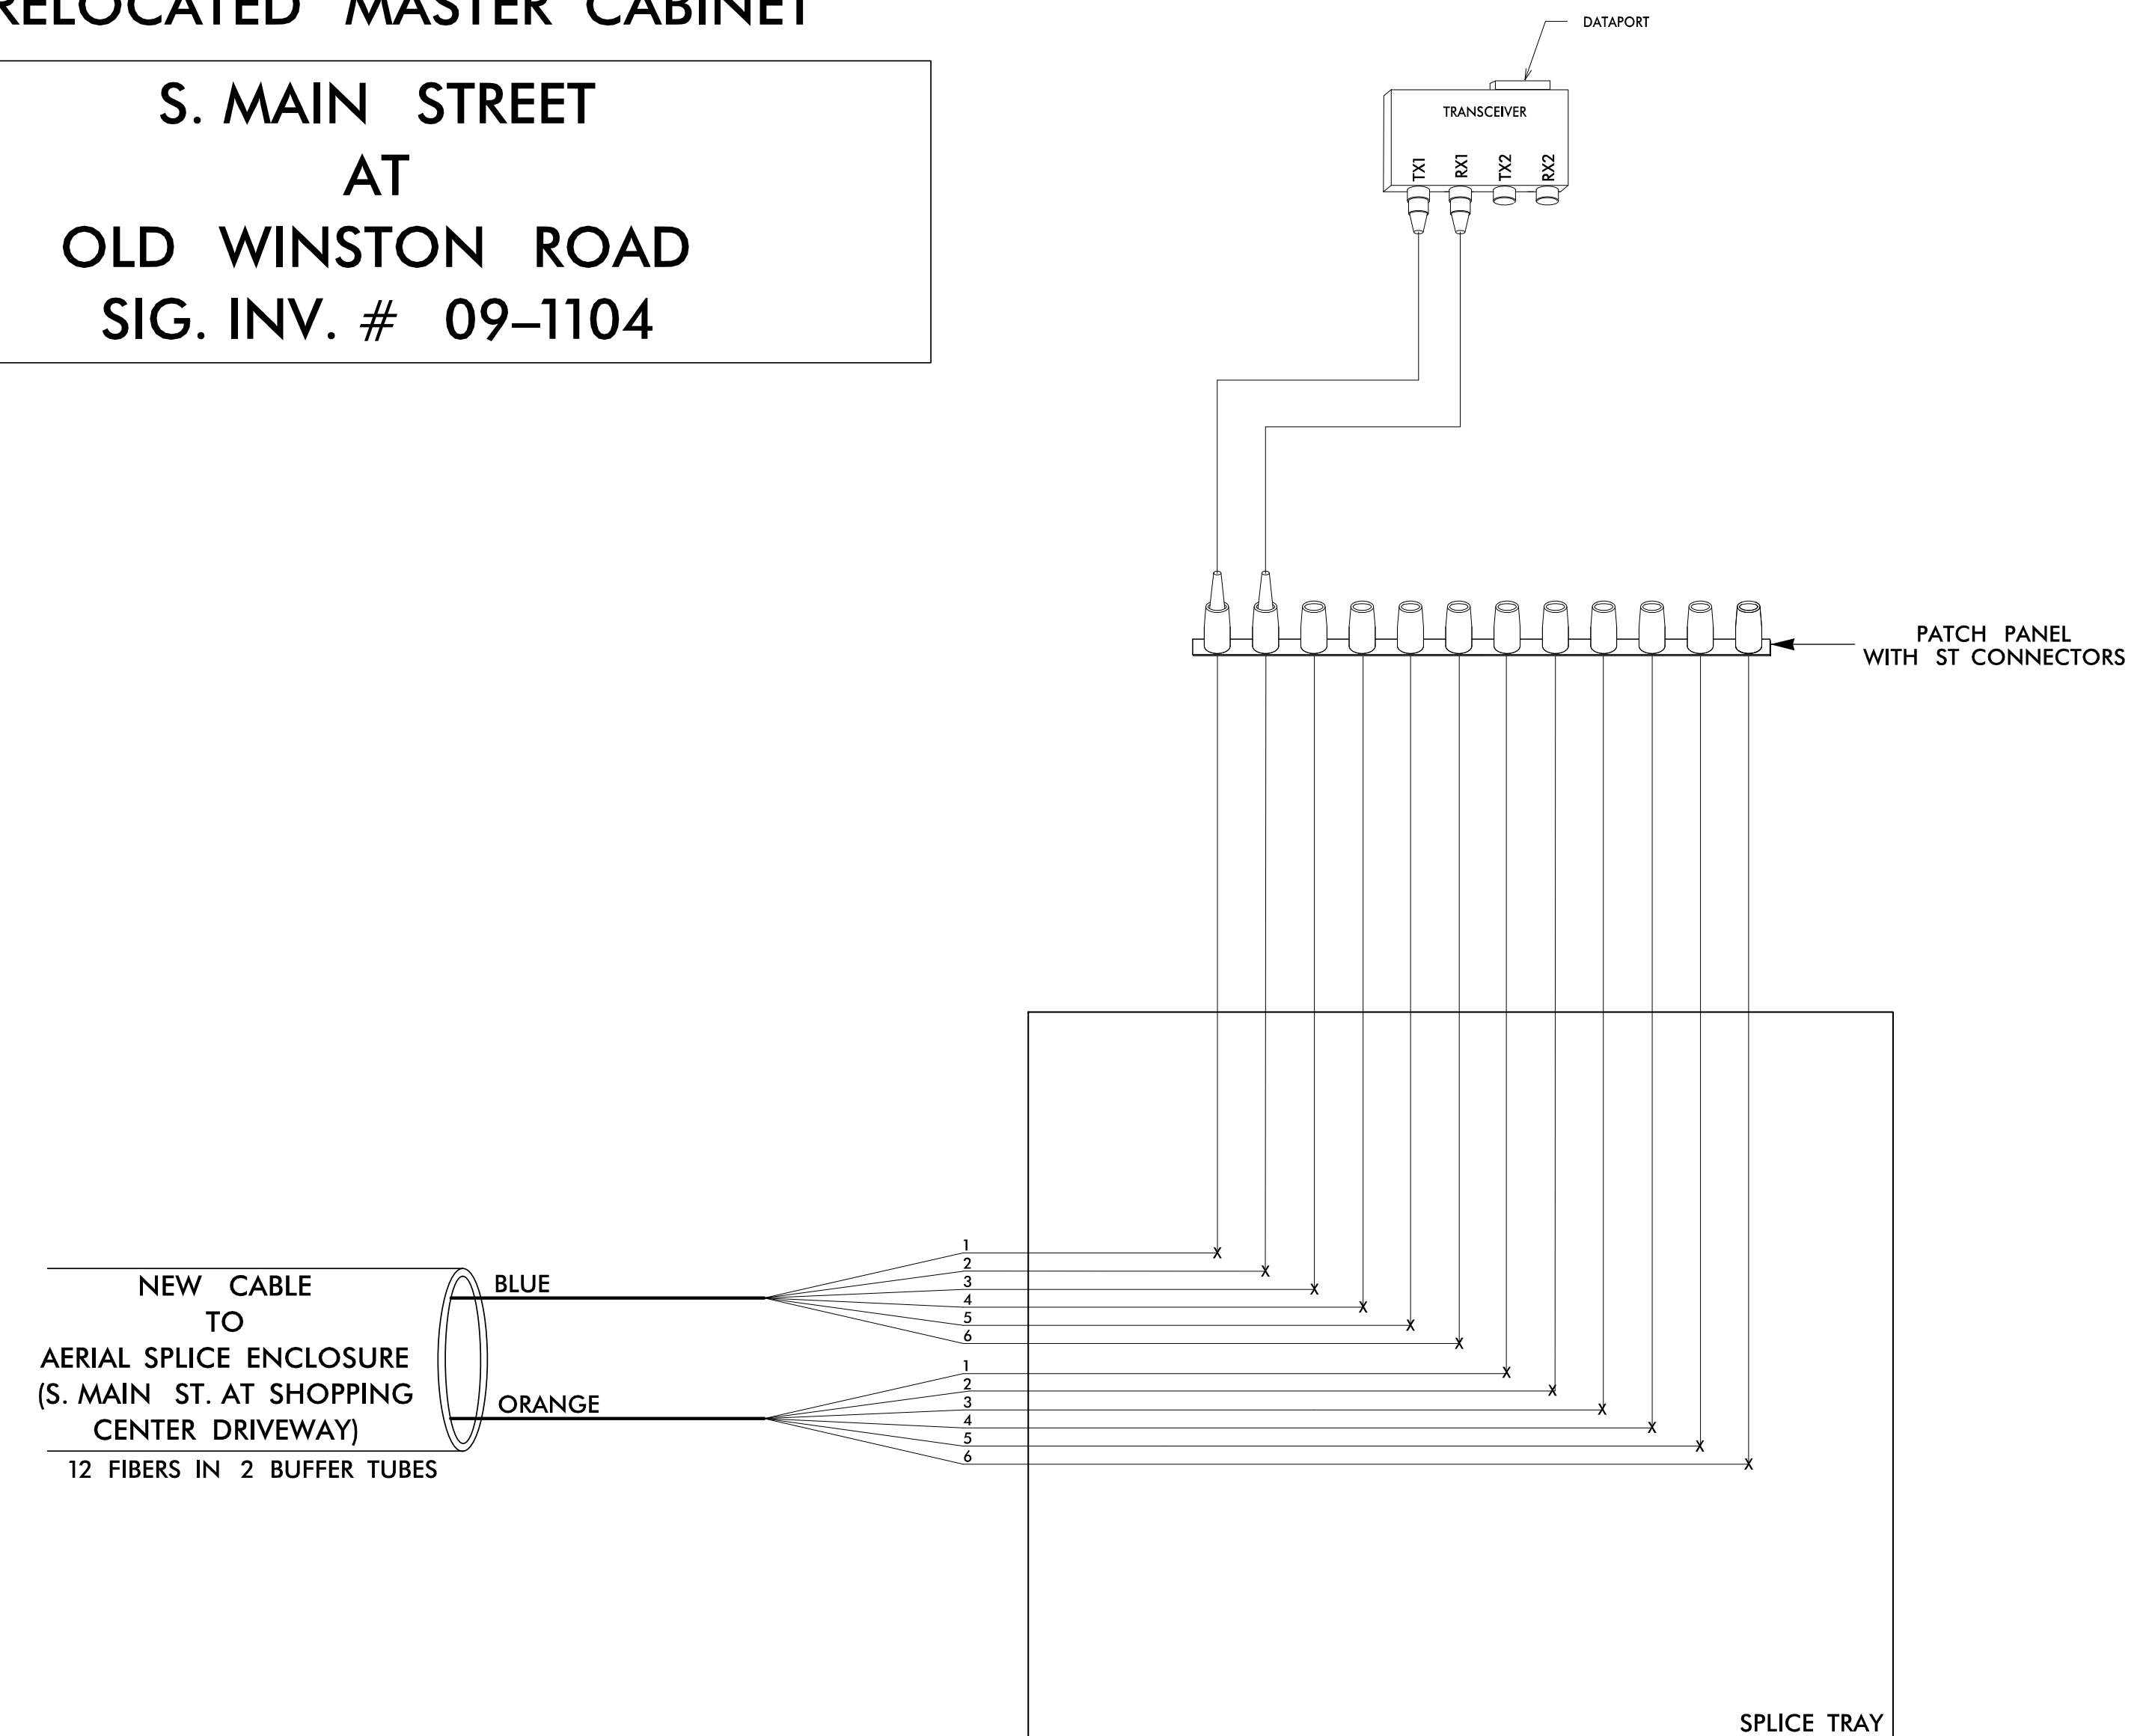 RELOCATED MASTER CABINET
S. MAIN STREET
AT
OLD WINSTON ROAD
SIG. INV. # 09-1104
DATAPORT
TRANSCEIVER
TX1
RX1
TX2
RX2
PATCH PANEL
WITH ST CONNECTORS
NEW CABLE
TO
AERIAL SPLICE ENCLOSURE
(S. MAIN ST. AT SHOPPING
CENTER DRIVEWAY)
12 FIBERS IN 2 BUFFER TUBES
BLUE
1
2
3
4
5
6
ORANGE
1
2
3
4
5
6
X
X
X
X
X
X
X
X
X
X
X
X
SPLICE TRAY